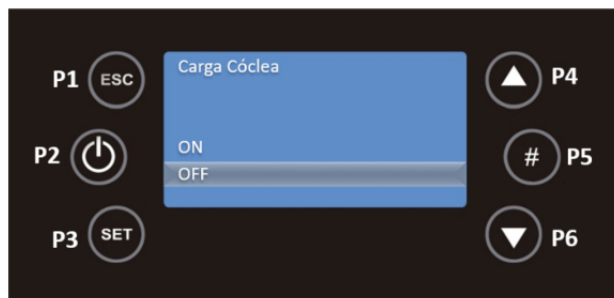 Carga Cóclea
P1 ESC
P4
ON
P2
# P5
OFF
P3 SET
P6